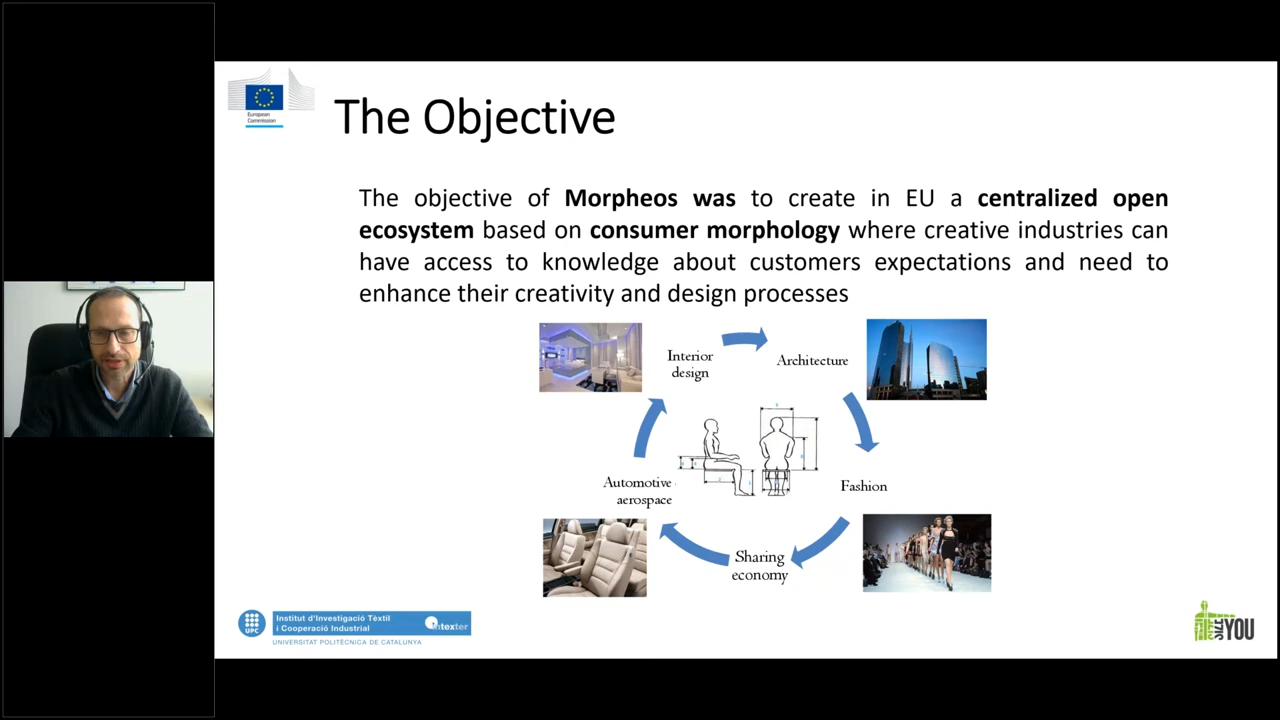 European
Commission
The Objective
The objective of Morpheos was to create in EU a centralized open
ecosystem based on consumer morphology where creative industries can
have access to knowledge about customers expectations and need to
enhance their creativity and design processes
Interior
design
Architecture
Automotive
aerospace
Fashion
Sharing
economy
UPC
Institut d'Investigació Tèxtil
i Cooperació Industrial
intexter
UNIVERSITAT POLITÈCNICA DE CATALUNYA
SIZE
YOU